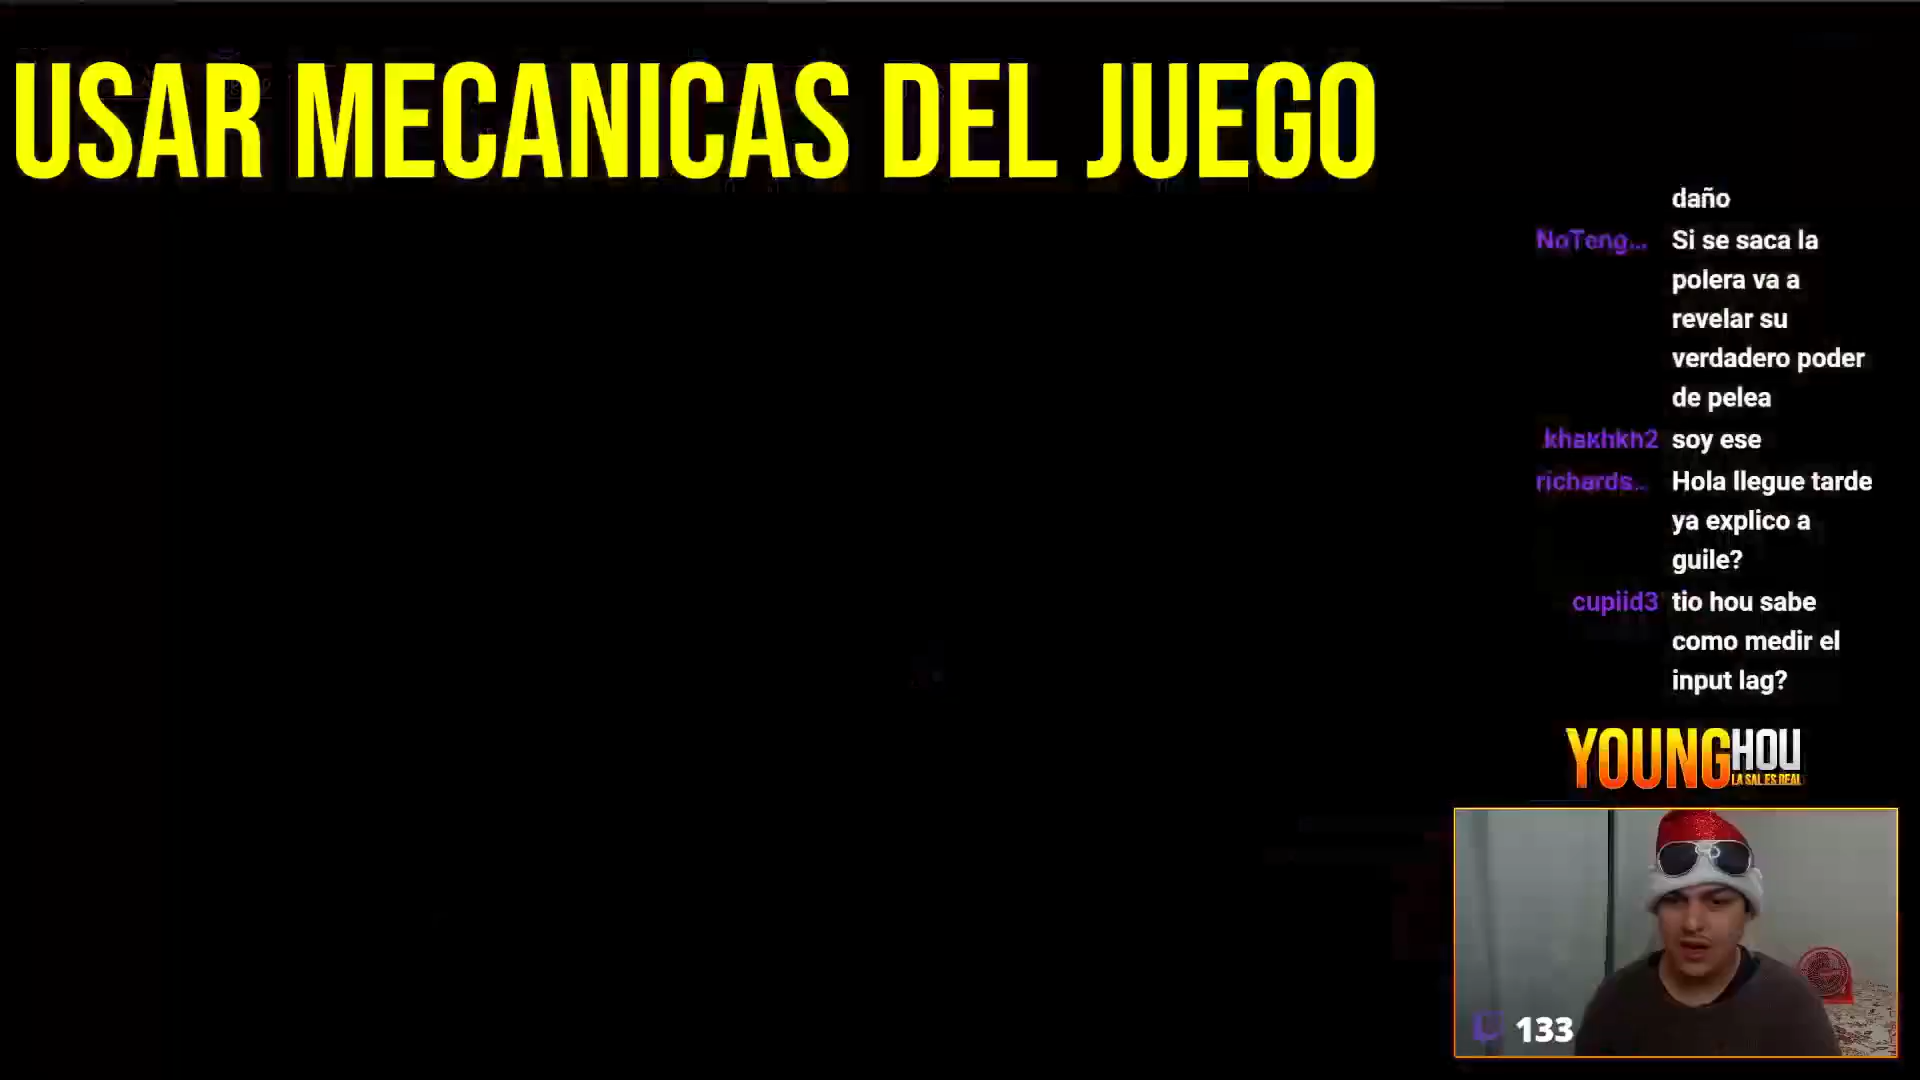 USAR MECANICAS DEL JUEGO
daño
NoTeng... Si se saca la
polera va a
revelar su
verdadero poder
de pelea
khakhkh2 soy ese
richards... Hola llegue tarde
ya explico a
guile?
cupiid3 tio hou sabe
como medir el
input lag?
YOUNGHOU
LA SAL ES REAL
133